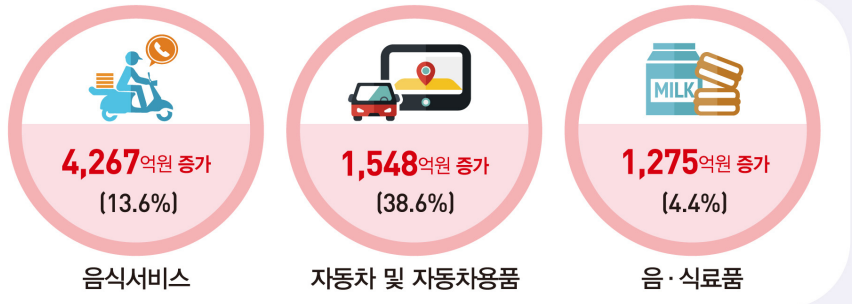 MILK
4,267억원 증가
(13.6%)
음식서비스
1,548억원 증가
(38.6%)
자동차 및 자동차용품
1,275억원 증가
(4.4%)
음·식료품